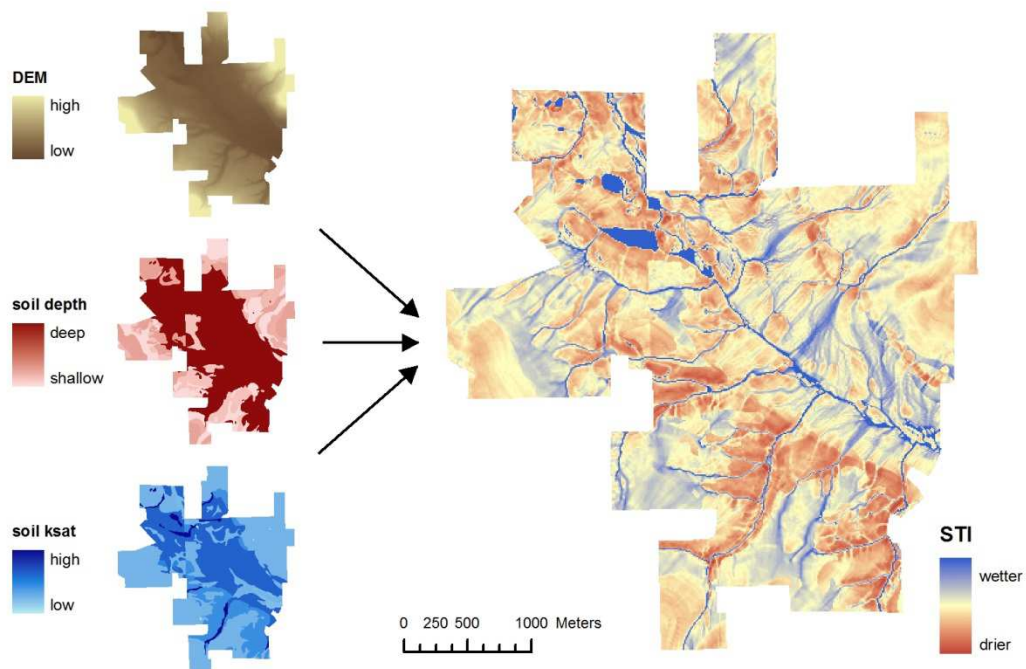 DEM
high
low
soil depth
deep
shallow
soil ksat
high
low
0 250 500 1000 Meters
STI
wetter
drier